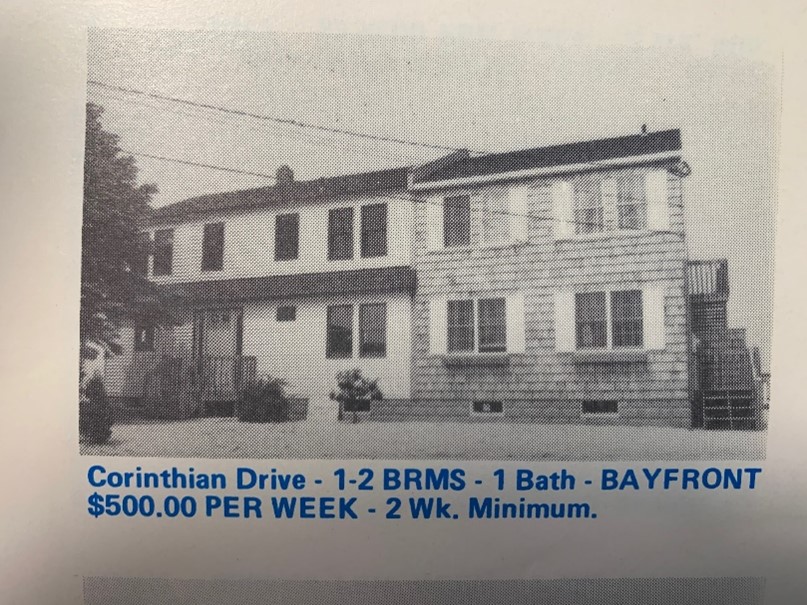 Corinthian Drive - 1-2 BRMS - 1 Bath - BAYFRONT
$500.00 PER WEEK - 2 Wk. Minimum.